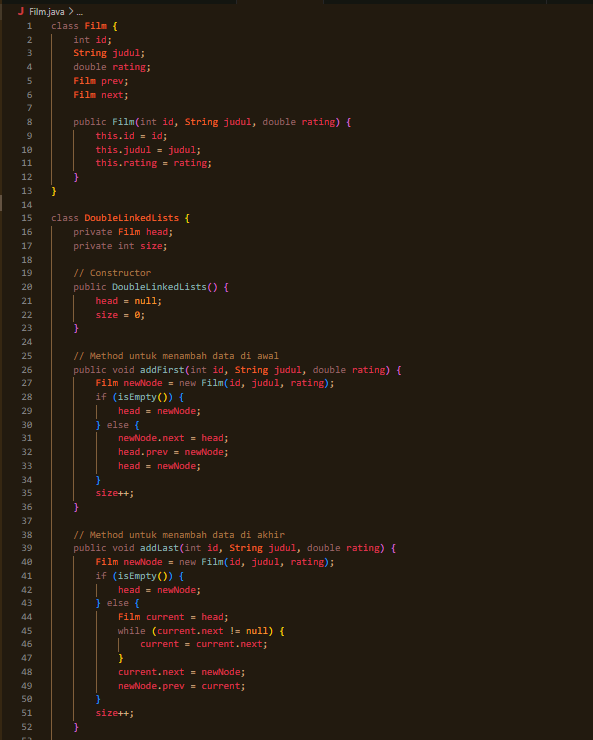 J Film.java > ...
1 class Film {
2 int id;
3 String judul;
4 double rating;
5 Film prev;
6 Film next;
7
8 public Film(int id, String judul, double rating) {
9 this.id = id;
10 this.judul = judul;
11 this.rating = rating;
12 }
13 }
14
15 class DoubleLinkedLists {
16 private Film head;
17 private int size;
18
19 // Constructor
20 public DoubleLinkedLists() {
21 head = null;
22 size = 0;
23 }
24
25 // Method untuk menambah data di awal
26 public void addFirst(int id, String judul, double rating) {
27 Film newNode = new Film(id, judul, rating);
28 if (isEmpty()) {
29 head = newNode;
30 } else {
31 newNode.next = head;
32 head.prev = newNode;
33 head = newNode;
34 }
35 size++;
36 }
37
38 // Method untuk menambah data di akhir
39 public void addLast(int id, String judul, double rating) {
40 Film newNode = new Film(id, judul, rating);
41 if (isEmpty()) {
42 head = newNode;
43 } else {
44 Film current = head;
45 while (current.next != null) {
46 current = current.next;
47 }
48 current.next = newNode;
49 newNode.prev = current;
50 }
51 size++;
52 }